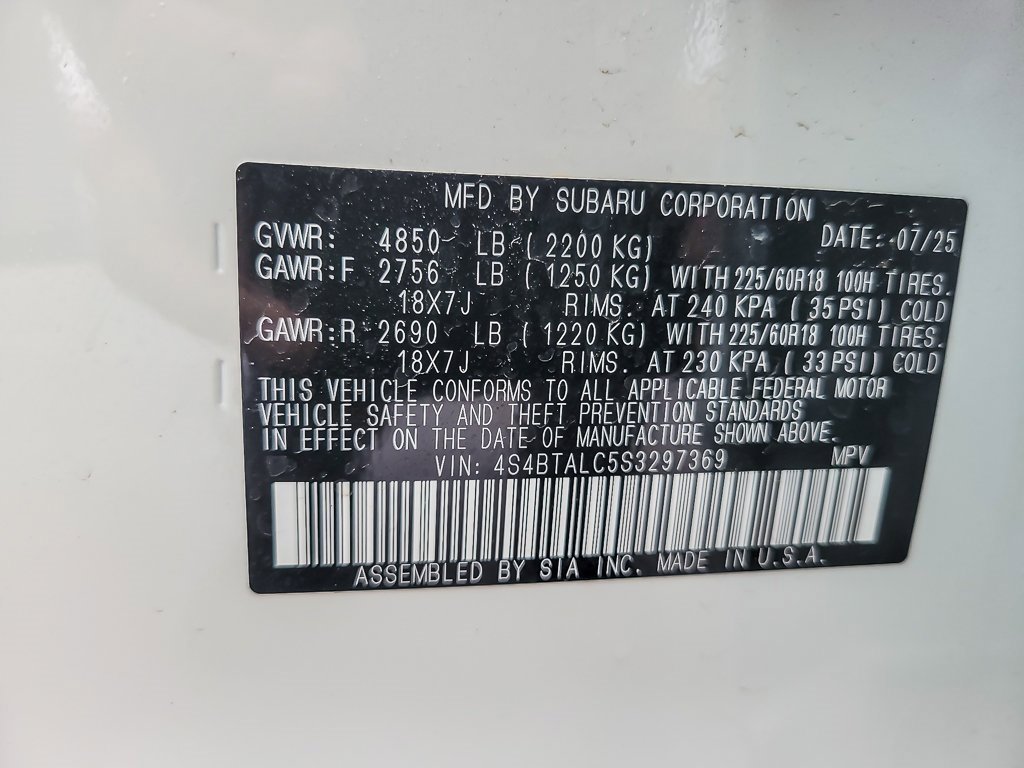 MFD BY SUBARU CORPORATION
GVWR: 4850 LB ( 2200 KG) DATE: 07/25
GAWR:F 2756 LB ( 1250 KG) WITH 225/60R18 100H TIRES.
18X7J RIMS. AT 240 KPA ( 35 PSI) COLD
GAWR:R 2690 LB ( 1220 KG) WITH 225/60R18 100H TIRES.
18X7J RIMS. AT 230 KPA ( 33 PSI) COLD
THIS VEHICLE CONFORMS TO ALL APPLICABLE FEDERAL MOTOR
VEHICLE SAFETY AND THEFT PREVENTION STANDARDS
IN EFFECT ON THE DATE OF MANUFACTURE SHOWN ABOVE.
VIN: 4S4BTALC5S3297369 MPV
ASSEMBLED BY SIA INC. MADE IN U.S.A.